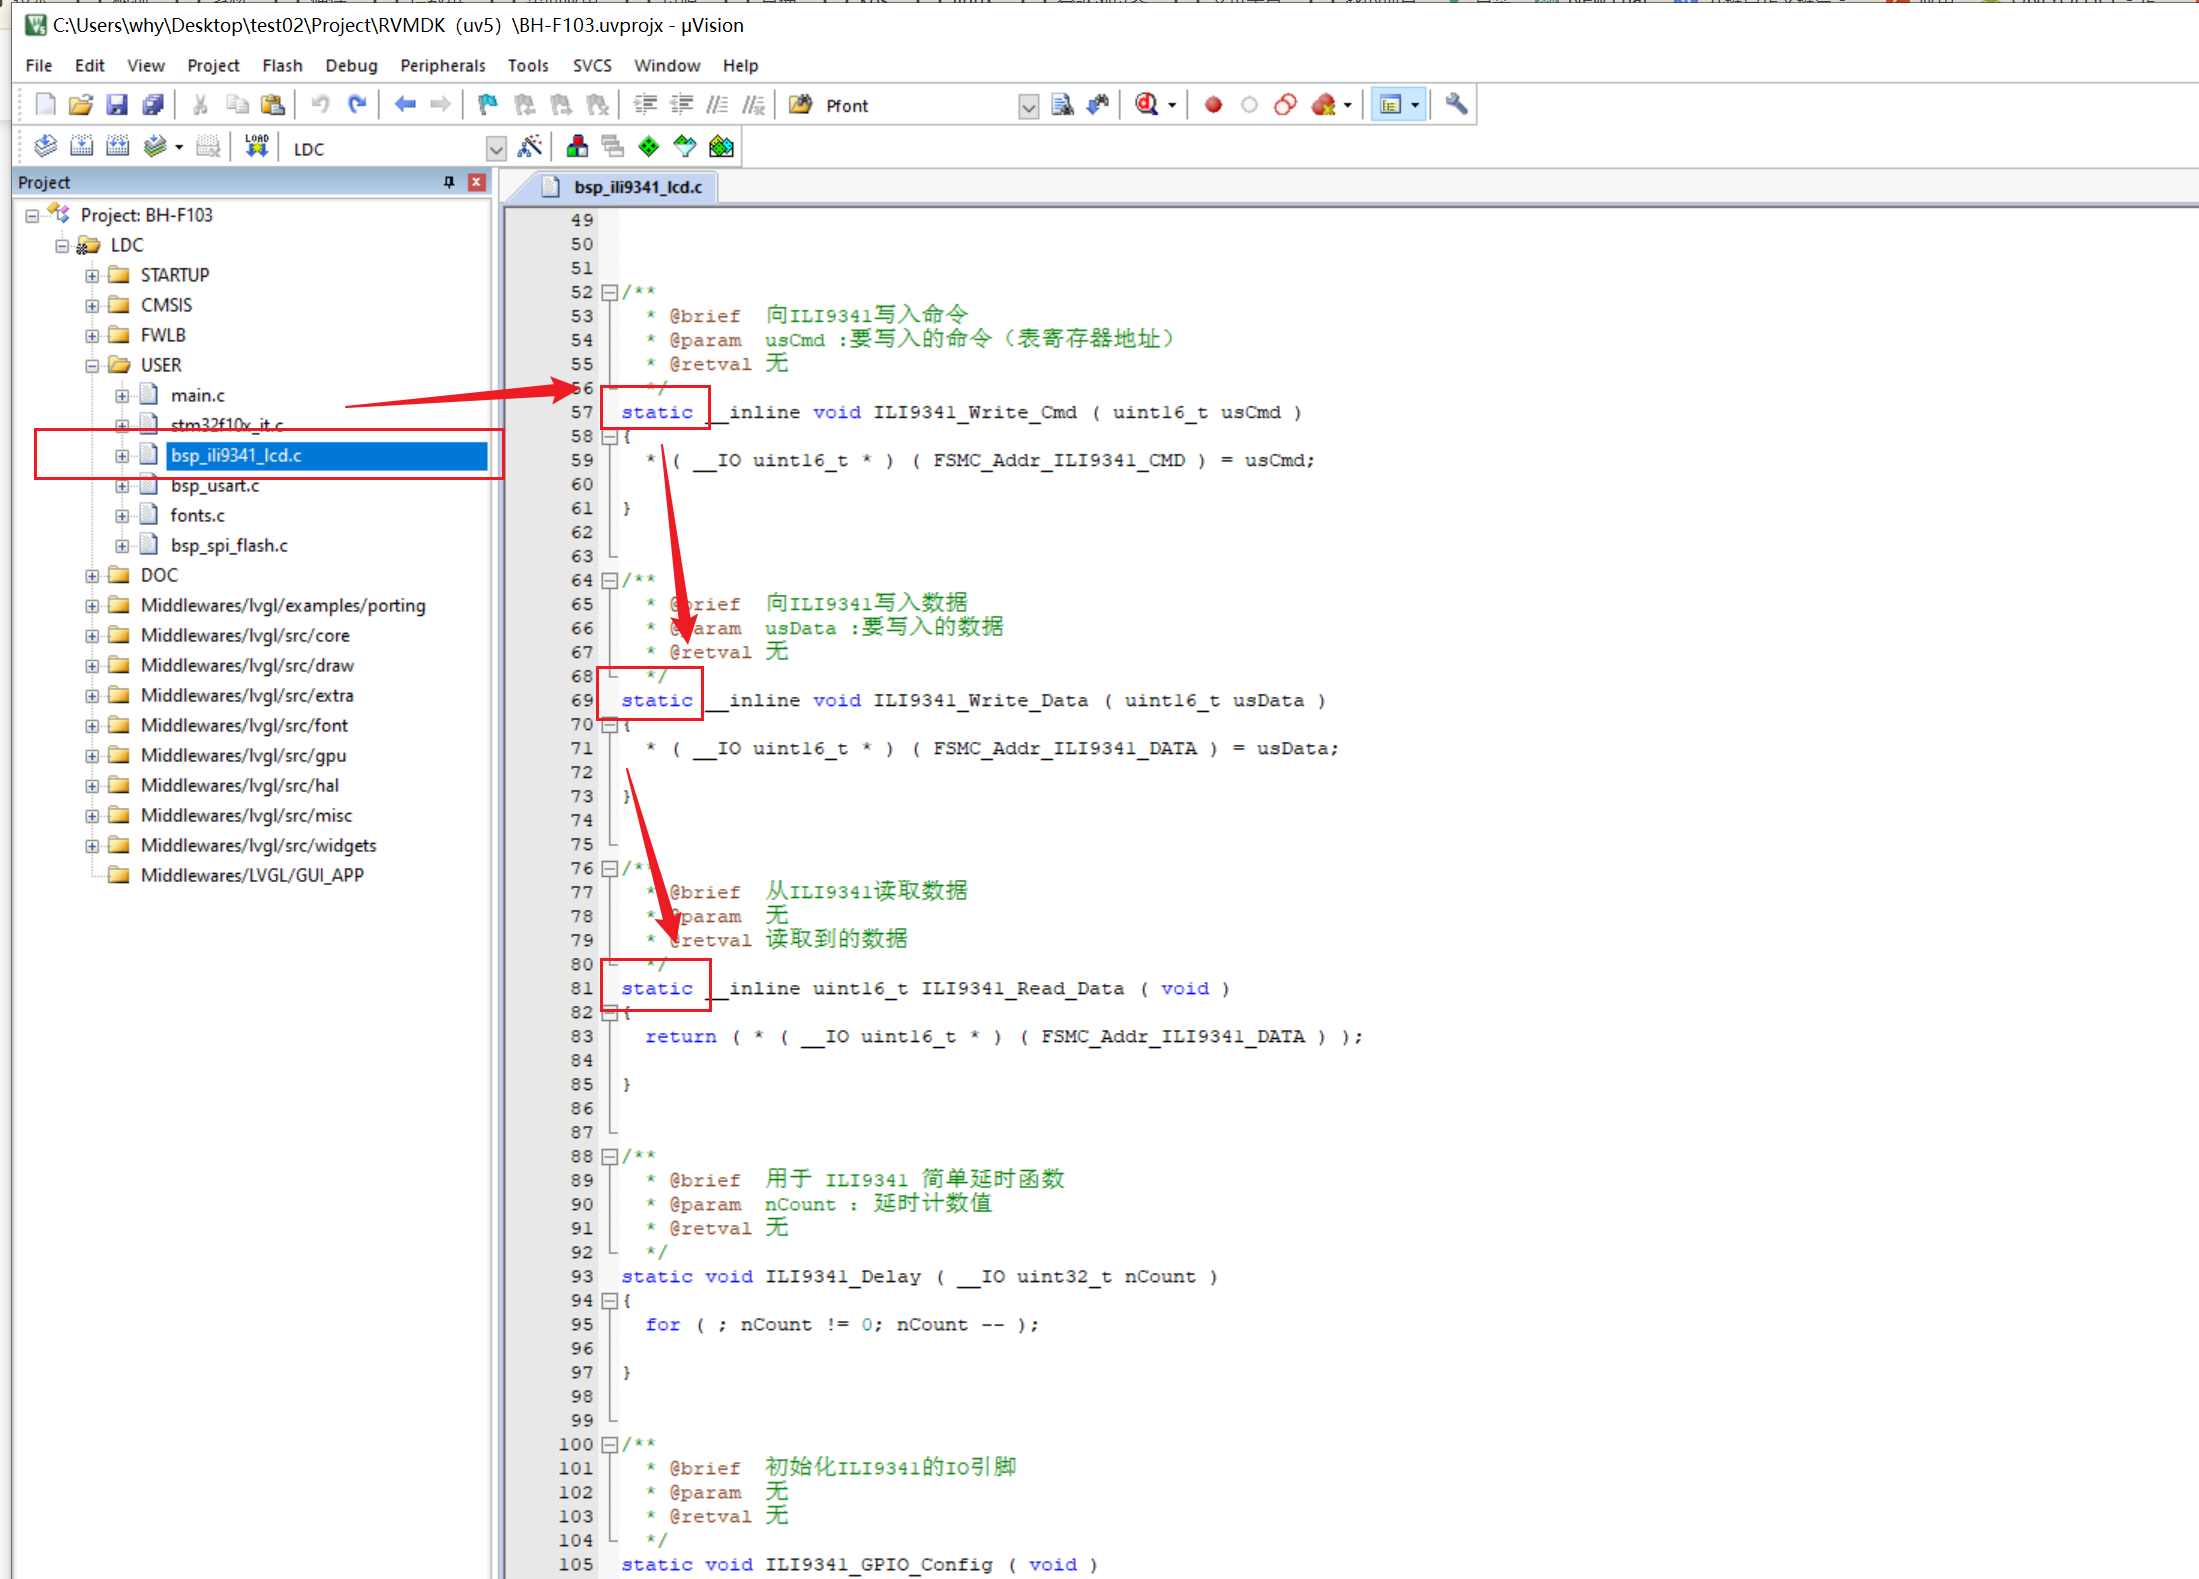 C:\Users\why\Desktop\test02\Project\RVMDK（uv5）\BH-F103.uvprojx - µVision
File Edit View Project Flash Debug Peripherals Tools SVCS Window Help
Pfont
LOAD
LDC
Project
Project: BH-F103
LDC
STARTUP
CMSIS
FWLB
USER
main.c
stm32f10x_it.c
bsp_ili9341_lcd.c
bsp_usart.c
fonts.c
bsp_spi_flash.c
DOC
Middlewares/lvgl/examples/porting
Middlewares/lvgl/src/core
Middlewares/lvgl/src/draw
Middlewares/lvgl/src/extra
Middlewares/lvgl/src/font
Middlewares/lvgl/src/gpu
Middlewares/lvgl/src/hal
Middlewares/lvgl/src/misc
Middlewares/lvgl/src/widgets
Middlewares/LVGL/GUI_APP
bsp_ili9341_lcd.c
49
50
51
52 /**
53 * @brief 向ILI9341写入命令
54 * @param usCmd :要写入的命令（表寄存器地址）
55 * @retval 无
56 */
57 static __inline void ILI9341_Write_Cmd ( uint16_t usCmd )
58 {
59 * ( __IO uint16_t * ) ( FSMC_Addr_ILI9341_CMD ) = usCmd;
60
61 }
62
63
64 /**
65 * @brief 向ILI9341写入数据
66 * @param usData :要写入的数据
67 * @retval 无
68 */
69 static __inline void ILI9341_Write_Data ( uint16_t usData )
70 {
71 * ( __IO uint16_t * ) ( FSMC_Addr_ILI9341_DATA ) = usData;
72
73 }
74
75
76 /**
77 * @brief 从ILI9341读取数据
78 * @param 无
79 * @retval 读取到的数据
80 */
81 static __inline uint16_t ILI9341_Read_Data ( void )
82 {
83 return ( * ( __IO uint16_t * ) ( FSMC_Addr_ILI9341_DATA ) );
84
85 }
86
87
88 /**
89 * @brief 用于 ILI9341 简单延时函数
90 * @param nCount ：延时计数值
91 * @retval 无
92 */
93 static void ILI9341_Delay ( __IO uint32_t nCount )
94 {
95 for ( ; nCount != 0; nCount -- );
96
97 }
98
99
100 /**
101 * @brief 初始化ILI9341的IO引脚
102 * @param 无
103 * @retval 无
104 */
105 static void ILI9341_GPIO_Config ( void )